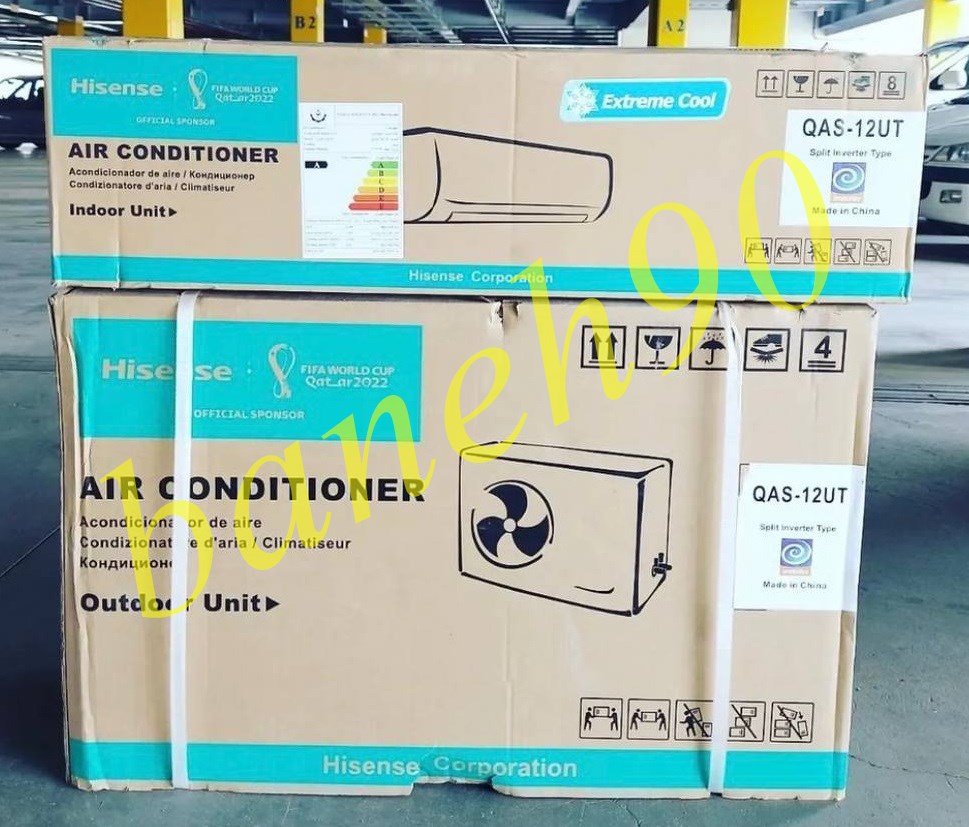 B2
A2
Hisense
FIFA WORLD CUP
Qatar2022
OFFICIAL SPONSOR
Extreme Cool
8
AIR CONDITIONER
Acondicionador de aire / Кондиционер
Condizionatore d'aria / Climatiseur
Indoor Unit
A
A
B
C
D
E
QAS-12UT
Split Inverter Type
Made in China
Hisense Corporation
Hisense
FIFA WORLD CUP
Qatar2022
OFFICIAL SPONSOR
4
AIR CONDITIONER
Acondicionador de aire
Condizionatore d'aria / Climatiseur
Кондиционе
Outdoor Unit
QAS-12UT
Split Inverter Type
Made in China
Hisense Corporation
baneh90